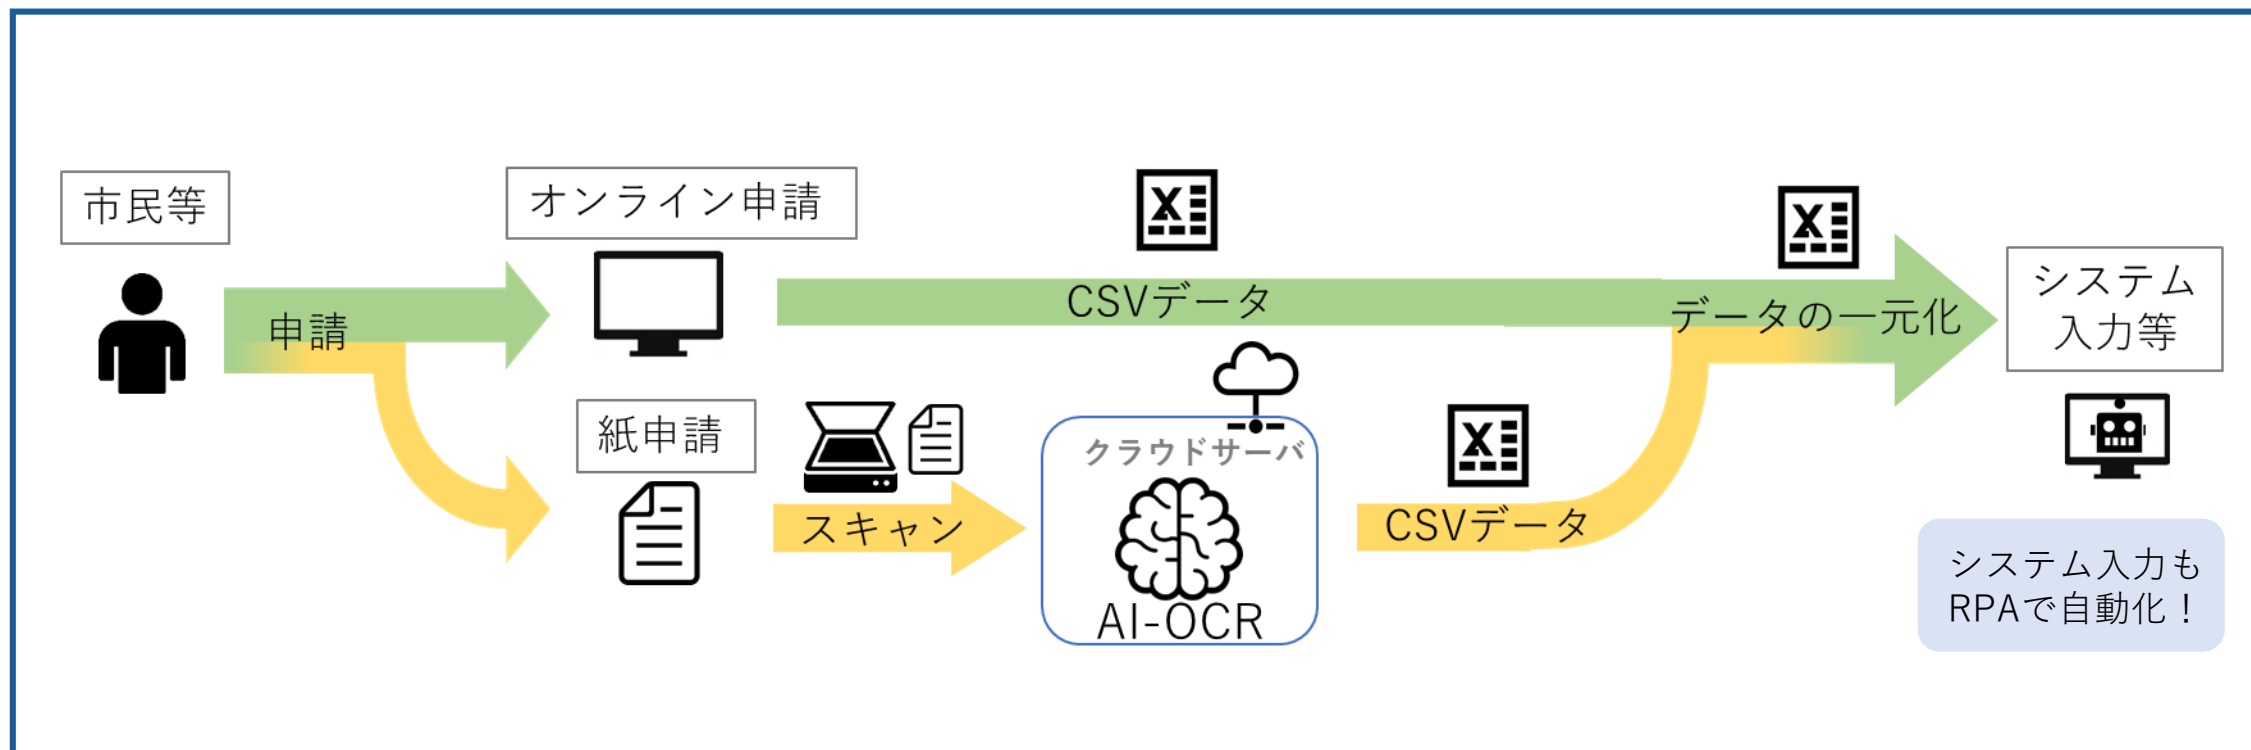 市民等
申請
オンライン申請
CSVデータ
データの一元化
システム
入力等
紙申請
スキャン
クラウドサーバ
AI-OCR
CSVデータ
システム入力も
RPAで自動化！